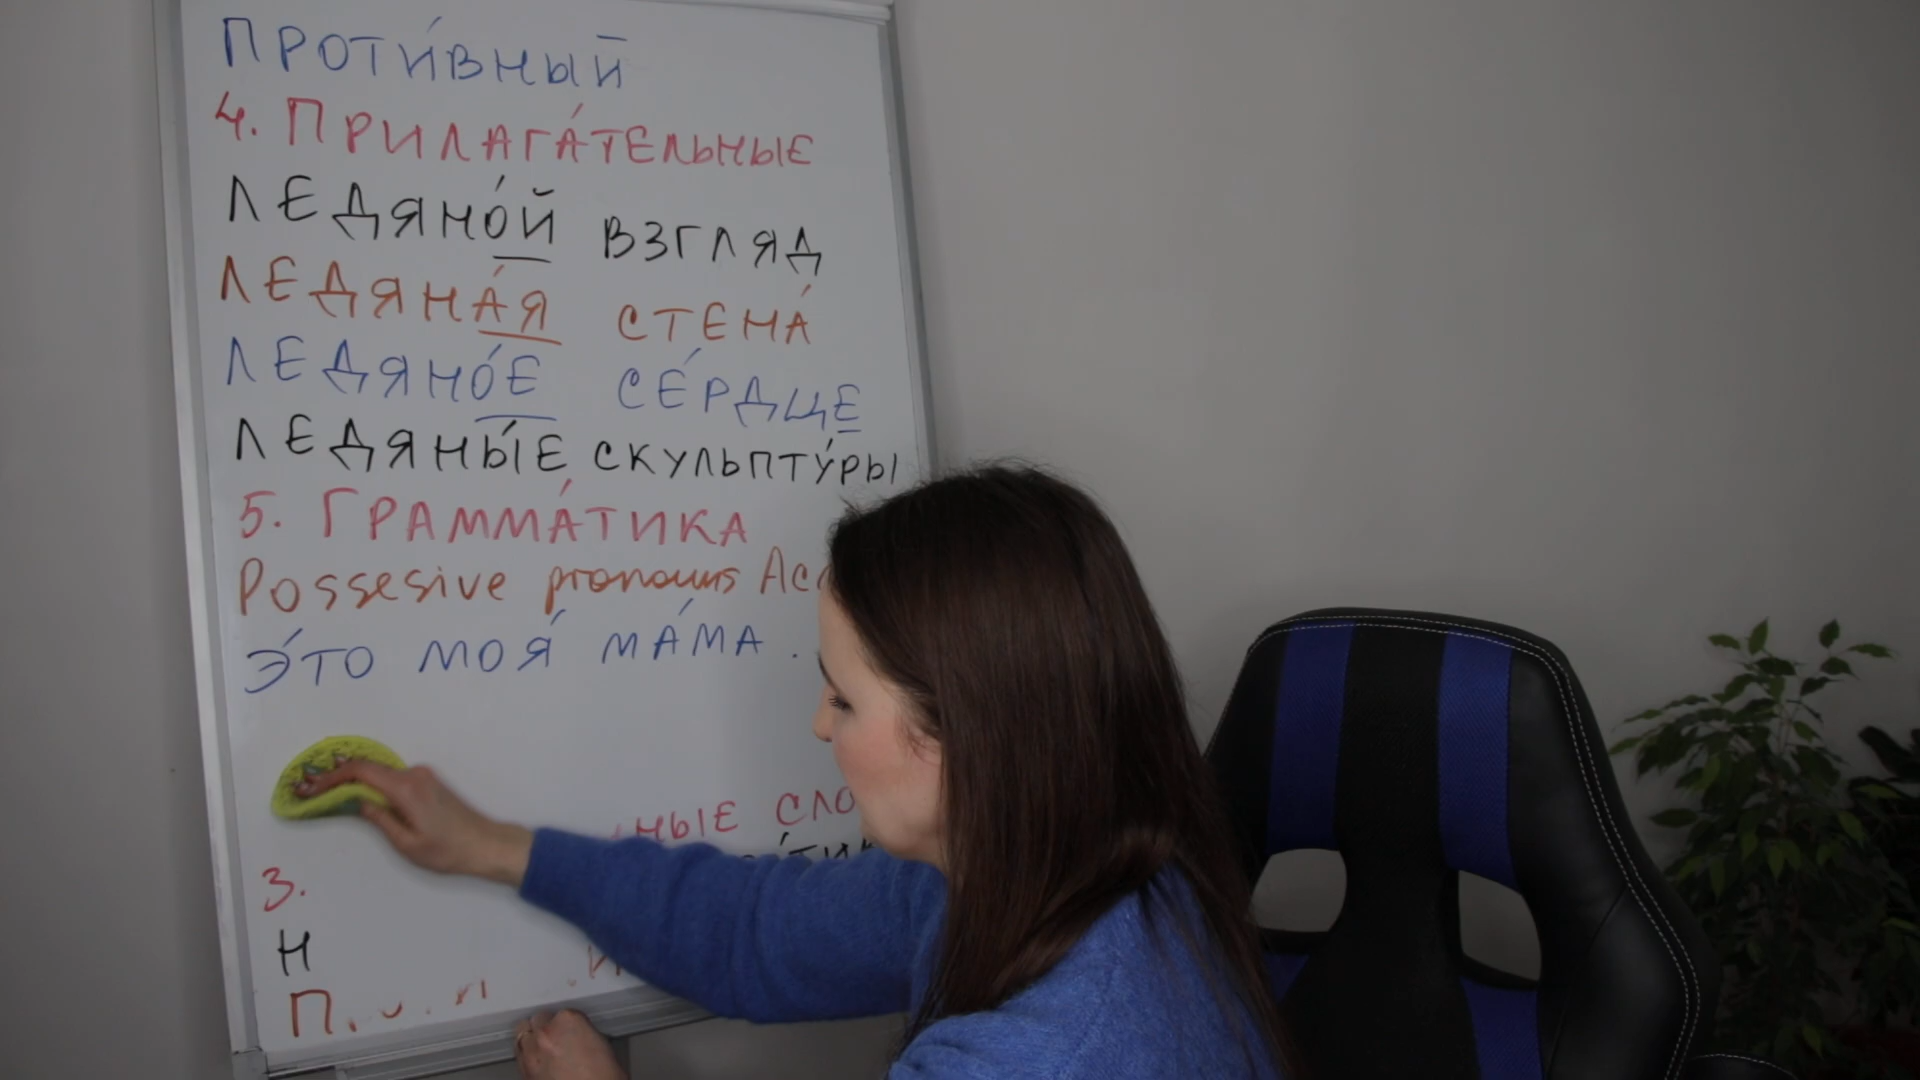 ПРОТИ́ВНЫЙ
4. ПРИЛАГА́ТЕЛЬНЫЕ
ЛЕДЯНО́Й ВЗГЛЯД
ЛЕДЯНА́Я СТЕНА́
ЛЕДЯНО́Е СЕ́РДЦЕ
ЛЕДЯНЫ́Е СКУЛЬПТУ́РЫ
5. ГРАММА́ТИКА
Possesive pronouns
Э́ТО МОЯ́ МА́МА.
3.